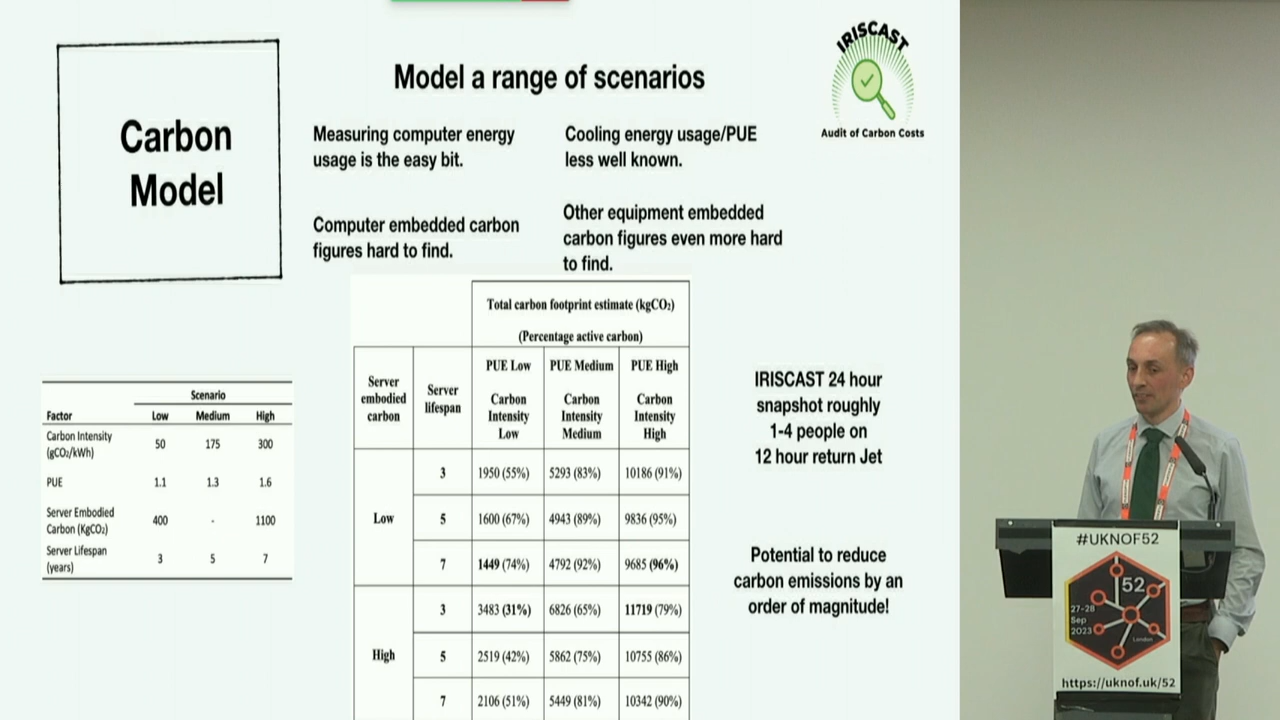 Carbon
Model
Model a range of scenarios
IRISCAST
Audit of Carbon Costs
Measuring computer energy
usage is the easy bit.
Cooling energy usage/PUE
less well known.
Computer embedded carbon
figures hard to find.
Other equipment embedded
carbon figures even more hard
to find.
Scenario
Factor Low Medium High
Carbon Intensity
(gCO₂/kWh) 50 175 300
PUE 1.1 1.3 1.6
Server Embodied
Carbon (KgCO₂) 400 - 1100
Server Lifespan
(years) 3 5 7
Total carbon footprint estimate (kgCO₂)
(Percentage active carbon)
Server
embodied
carbon
Server
lifespan
PUE Low
Carbon
Intensity
Low
PUE Medium
Carbon
Intensity
Medium
PUE High
Carbon
Intensity
High
Low
3 1950 (55%) 5293 (83%) 10186 (91%)
5 1600 (67%) 4943 (89%) 9836 (95%)
7 1449 (74%) 4792 (92%) 9685 (96%)
High
3 3483 (31%) 6826 (65%) 11719 (79%)
5 2519 (42%) 5862 (75%) 10755 (86%)
7 2106 (51%) 5449 (81%) 10342 (90%)
IRISCAST 24 hour
snapshot roughly
1-4 people on
12 hour return Jet
Potential to reduce
carbon emissions by an
order of magnitude!
#UKNOF52
52
27-28
Sep
2023
London
https://uknof.uk/52